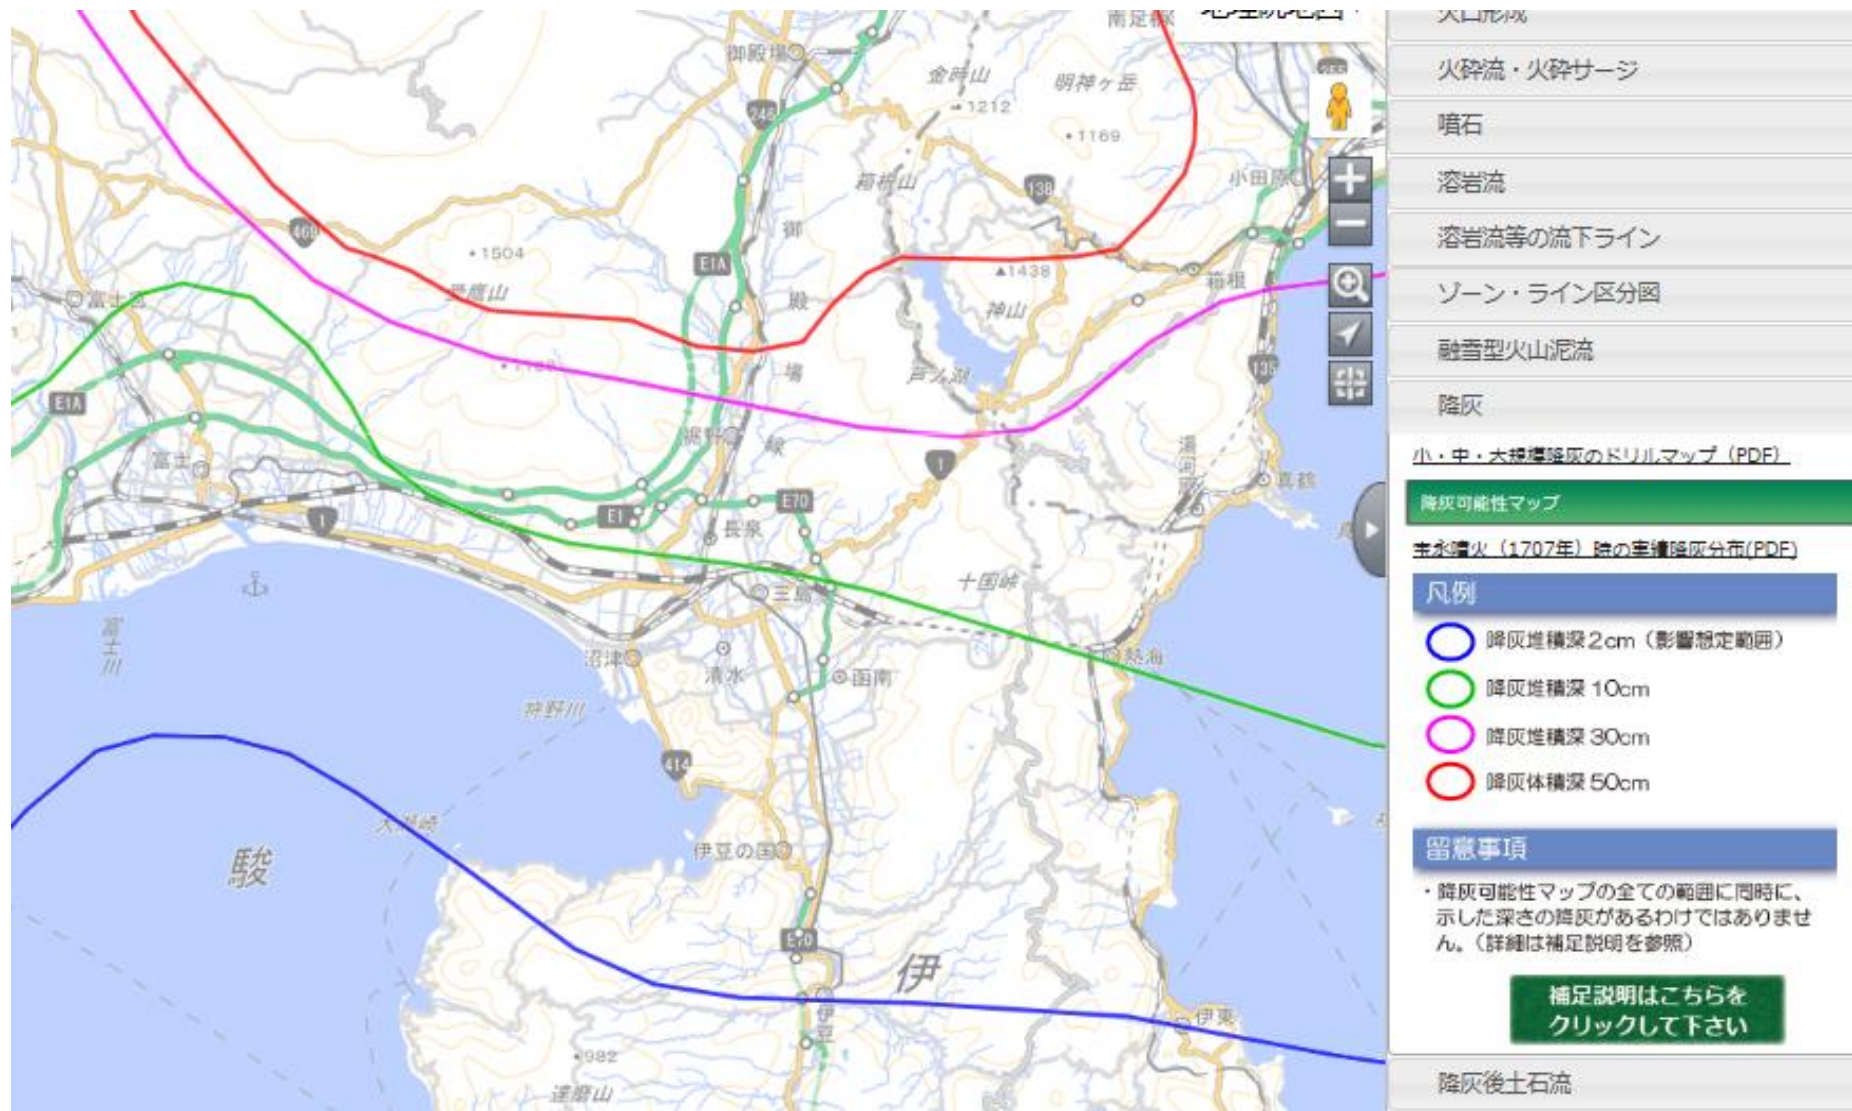 御殿場
金時山
1212
明神ヶ岳
1169
246
箱根山
138
小田原
469
1504
愛鷹山
E1A
御
殿
場
線
1438
神山
箱根
富士宮
芦ノ湖
135
E1A
裾野
富士
1
1
湯河原
真鶴
E1
E70
長泉
三島
十国峠
熱海
富士川
沼津
清水
函南
狩野川
414
大瀬崎
伊豆の国
駿
E70
伊
伊豆
伊東
982
達磨山
火口形成
火砕流・火砕サージ
噴石
溶岩流
溶岩流等の流下ライン
ゾーン・ライン区分図
融雪型火山泥流
降灰
小・中・大規模降灰のドリルマップ（PDF）
降灰可能性マップ
宝永噴火（1707年）時の実績降灰分布(PDF)
凡例
降灰堆積深2cm（影響想定範囲）
降灰堆積深 10cm
降灰堆積深 30cm
降灰体積深 50cm
留意事項
・降灰可能性マップの全ての範囲に同時に、
示した深さの降灰があるわけではありませ
ん。（詳細は補足説明を参照）
補足説明はこちらを
クリックして下さい
降灰後土石流